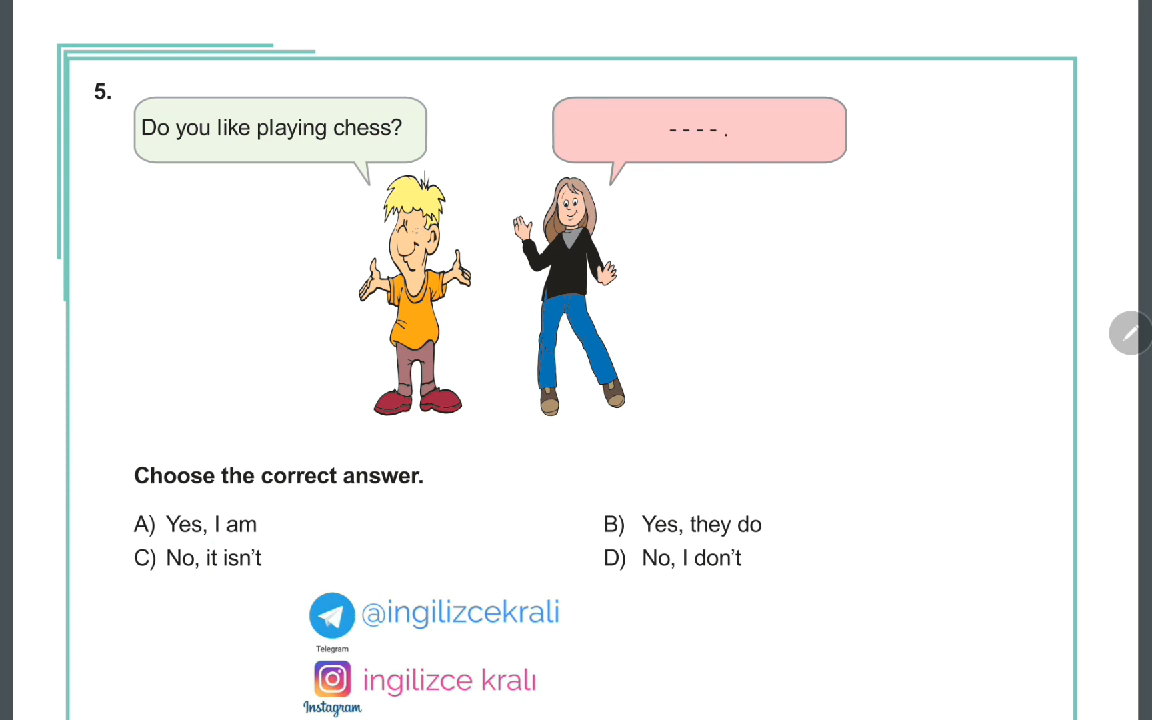 5.
Do you like playing chess?
- - - - .
Choose the correct answer.
A) Yes, I am
B) Yes, they do
C) No, it isn’t
D) No, I don’t
@ingilizcekrali
Telegram
ingilizce kralı
Instagram